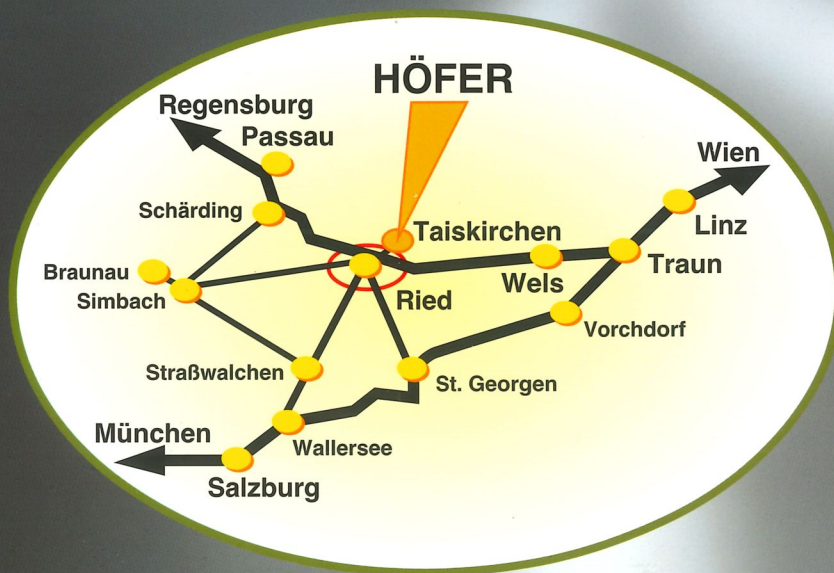 HÖFER
Regensburg
Passau
Wien
Schärding
Taiskirchen
Linz
Braunau
Simbach
Ried
Wels
Traun
Vorchdorf
Straßwalchen
St. Georgen
München
Wallersee
Salzburg